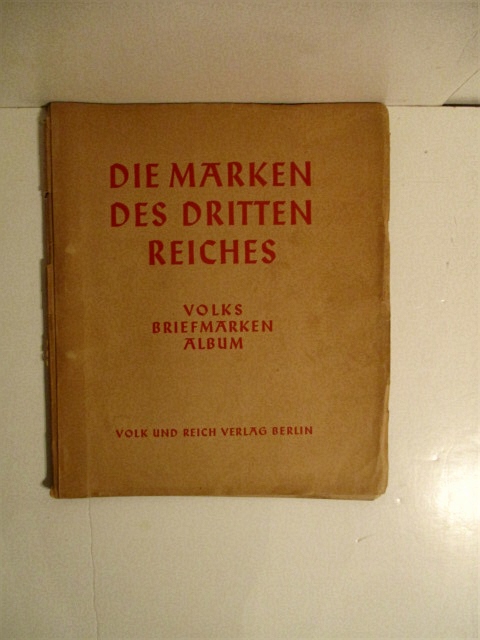 DIE MARKEN
DES DRITTEN
REICHES
VOLKS
BRIEFMARKEN
ALBUM
VOLK UND REICH VERLAG BERLIN